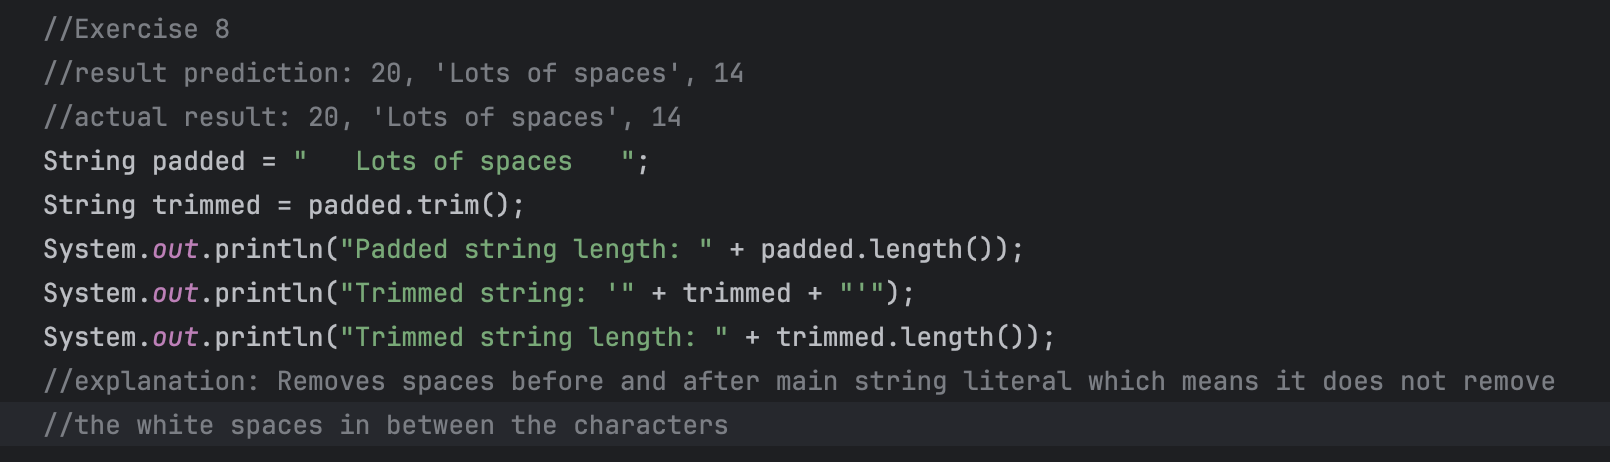 //Exercise 8
//result prediction: 20, 'Lots of spaces', 14
//actual result: 20, 'Lots of spaces', 14
String padded = "   Lots of spaces   ";
String trimmed = padded.trim();
System.out.println("Padded string length: " + padded.length());
System.out.println("Trimmed string: '" + trimmed + "'");
System.out.println("Trimmed string length: " + trimmed.length());
//explanation: Removes spaces before and after main string literal which means it does not remove
//the white spaces in between the characters